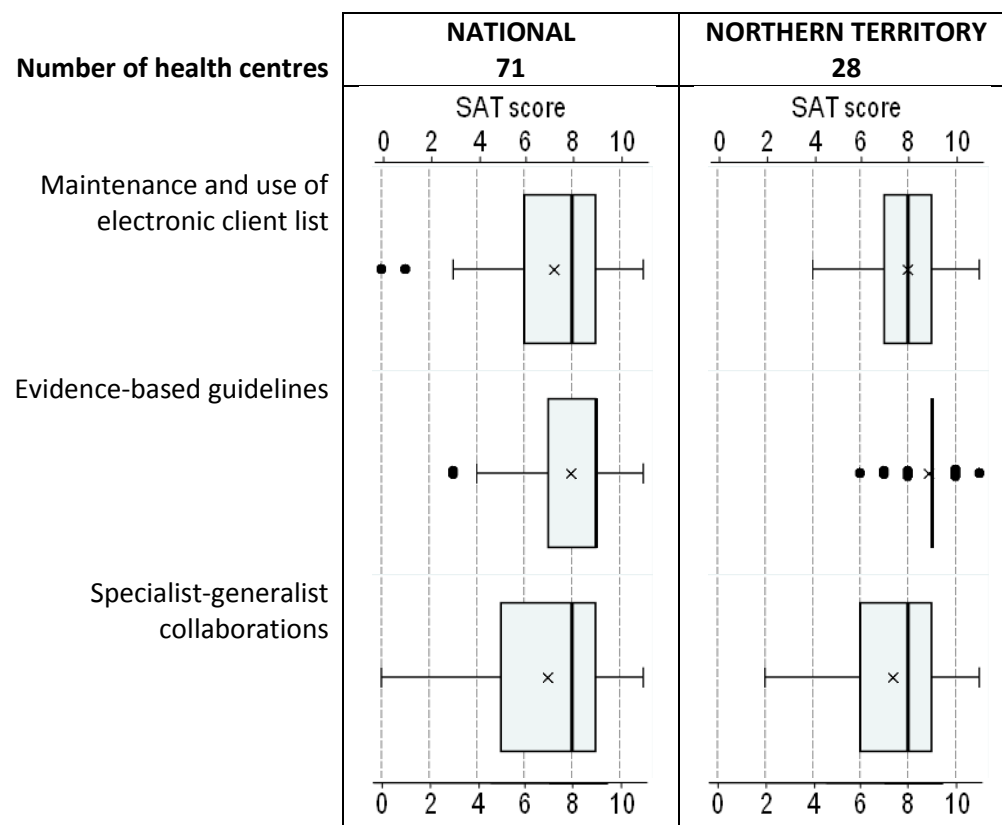 NATIONAL
NORTHERN TERRITORY
Number of health centres
71
28
SAT score
SAT score
0 2 4 6 8 10
0 2 4 6 8 10
Maintenance and use of
electronic client list
Evidence-based guidelines
Specialist-generalist
collaborations
0 2 4 6 8 10
0 2 4 6 8 10